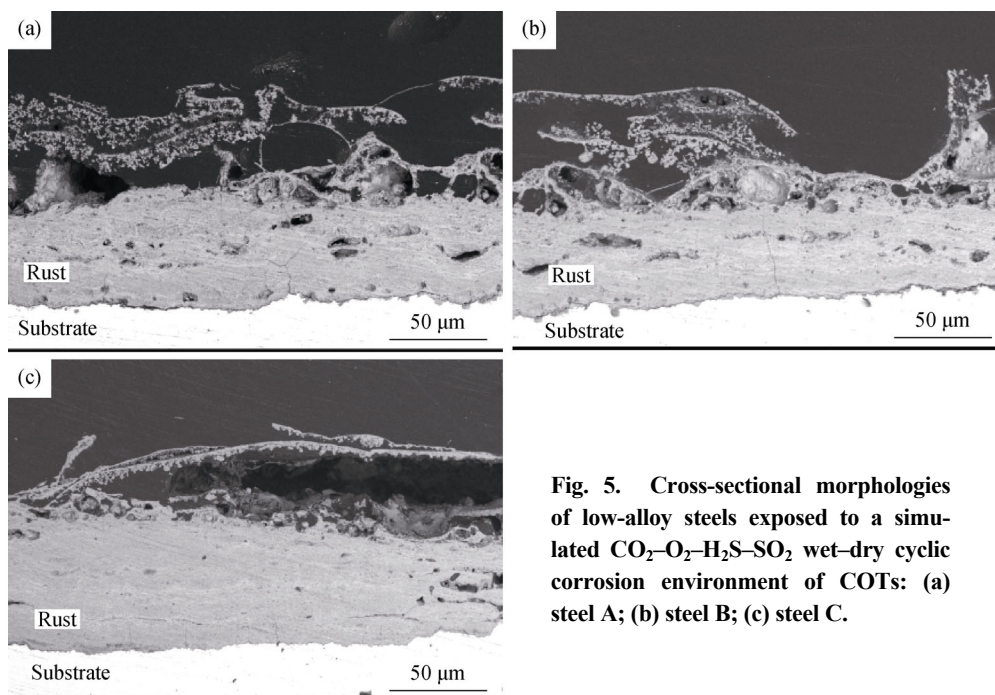 (a)
Rust
Substrate
50 μm
(b)
Rust
Substrate
50 μm
(c)
Rust
Substrate
50 μm
Fig. 5. Cross-sectional morphologies
of low-alloy steels exposed to a simu-
lated CO₂–O₂–H₂S–SO₂ wet–dry cyclic
corrosion environment of COTs: (a)
steel A; (b) steel B; (c) steel C.